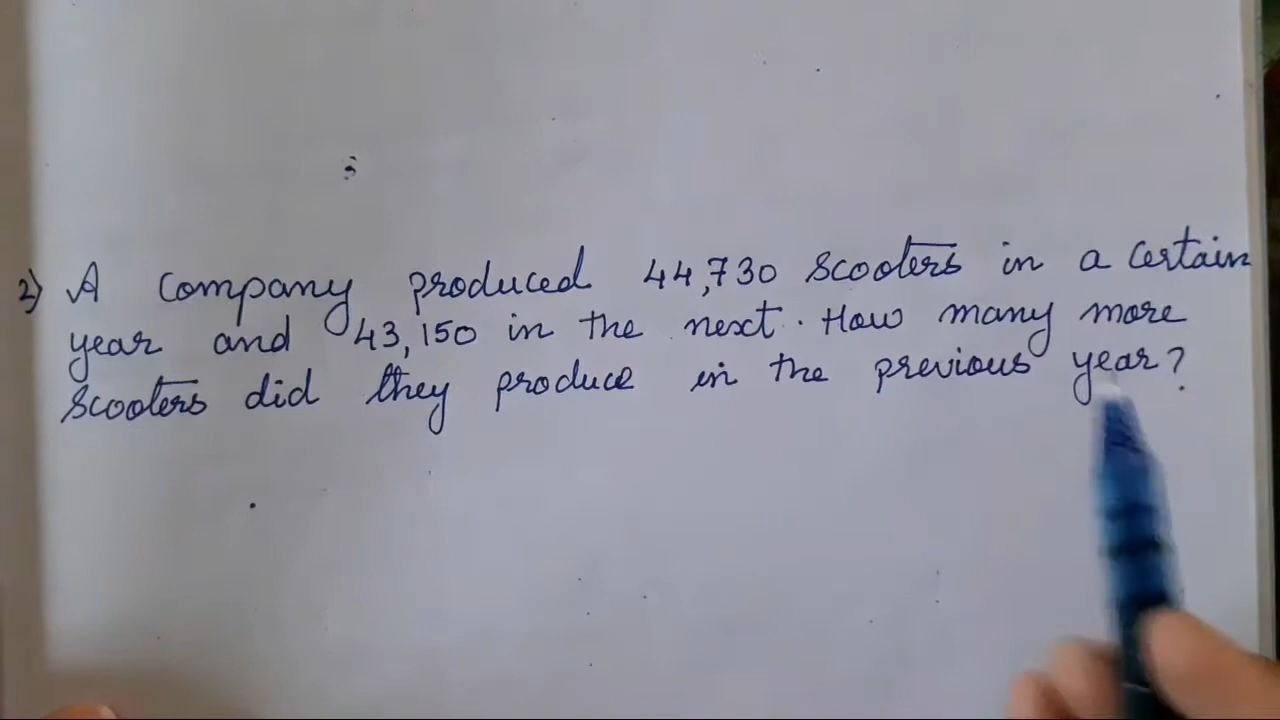 2) A company produced 44,730 scooters in a certain
year and 43,150 in the next. How many more
scooters did they produce in the previous year?